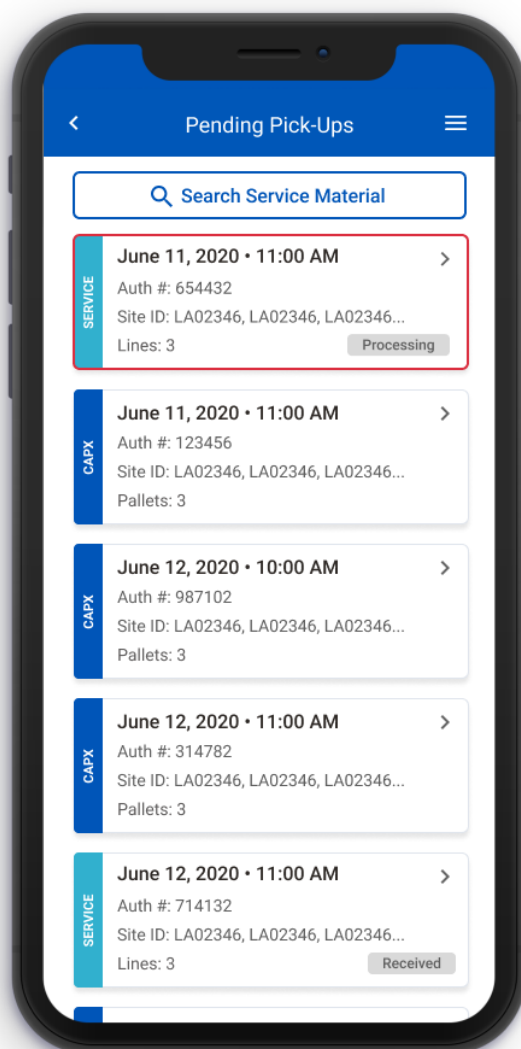 Pending Pick-Ups
Search Service Material
SERVICE
June 11, 2020 • 11:00 AM
Auth #: 654432
Site ID: LA02346, LA02346, LA02346...
Lines: 3
Processing
CAPX
June 11, 2020 • 11:00 AM
Auth #: 123456
Site ID: LA02346, LA02346, LA02346...
Pallets: 3
CAPX
June 12, 2020 • 10:00 AM
Auth #: 987102
Site ID: LA02346, LA02346, LA02346...
Pallets: 3
CAPX
June 12, 2020 • 11:00 AM
Auth #: 314782
Site ID: LA02346, LA02346, LA02346...
Pallets: 3
SERVICE
June 12, 2020 • 11:00 AM
Auth #: 714132
Site ID: LA02346, LA02346, LA02346...
Lines: 3
Received